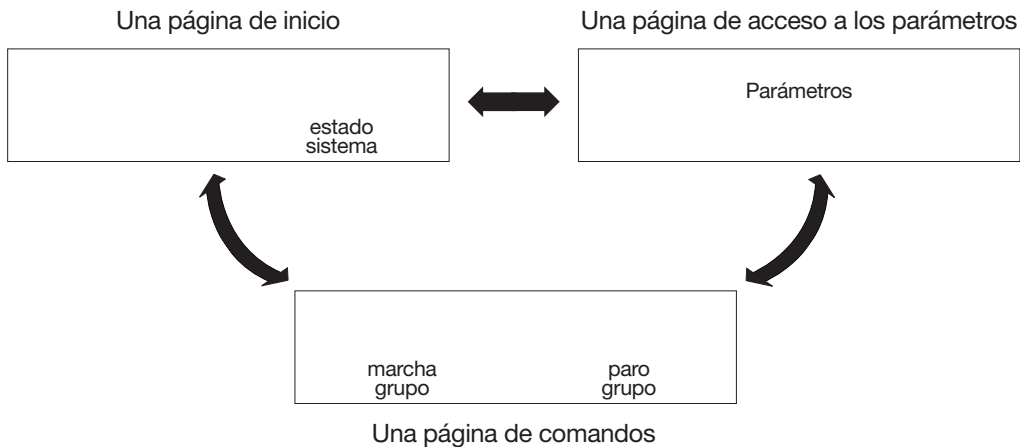 Una página de inicio
Una página de acceso a los parámetros
estado
sistema
Parámetros
marcha
grupo
paro
grupo
Una página de comandos